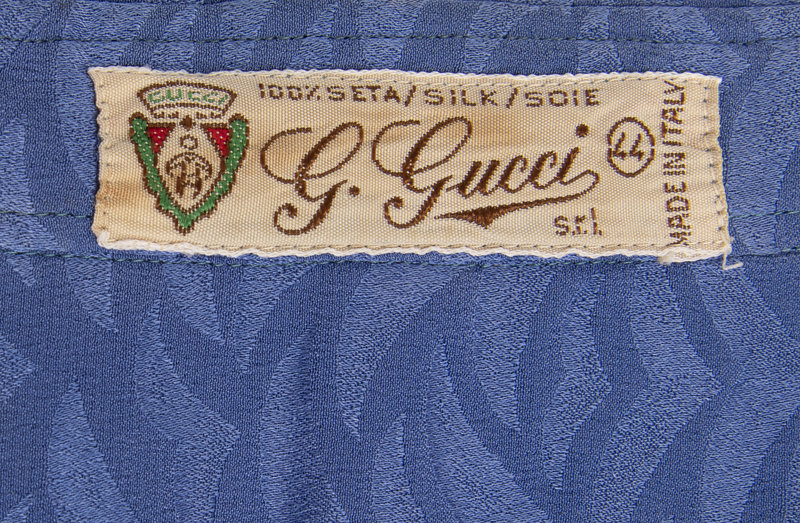 GUCCI
100% SETA/SILK/SOIE
G. Gucci
s.r.l.
44
MADE IN ITALY